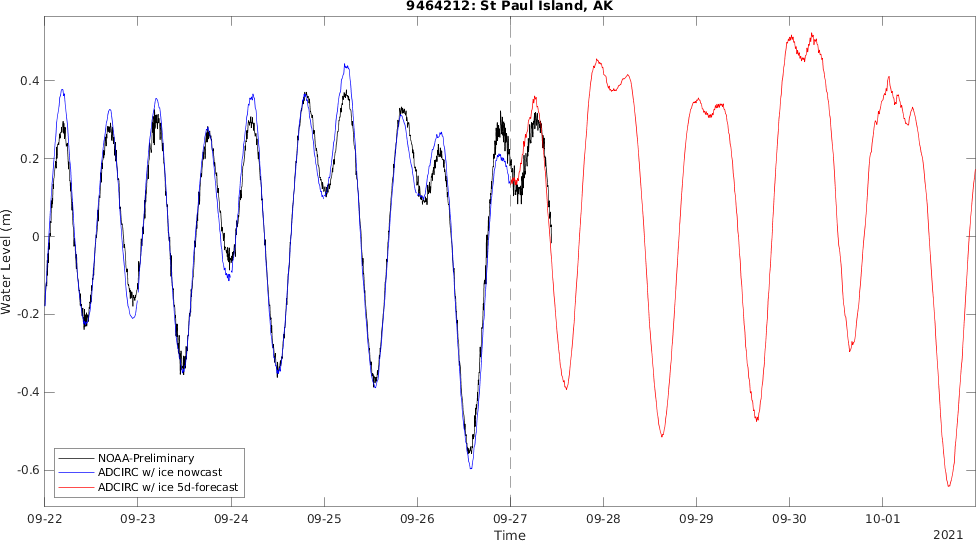 9464212: St Paul Island, AK
Water Level (m)
0.4
0.2
0
-0.2
-0.4
-0.6
NOAA-Preliminary
ADCIRC w/ ice nowcast
ADCIRC w/ ice 5d-forecast
09-22 09-23 09-24 09-25 09-26 09-27 09-28 09-29 09-30 10-01
Time
2021